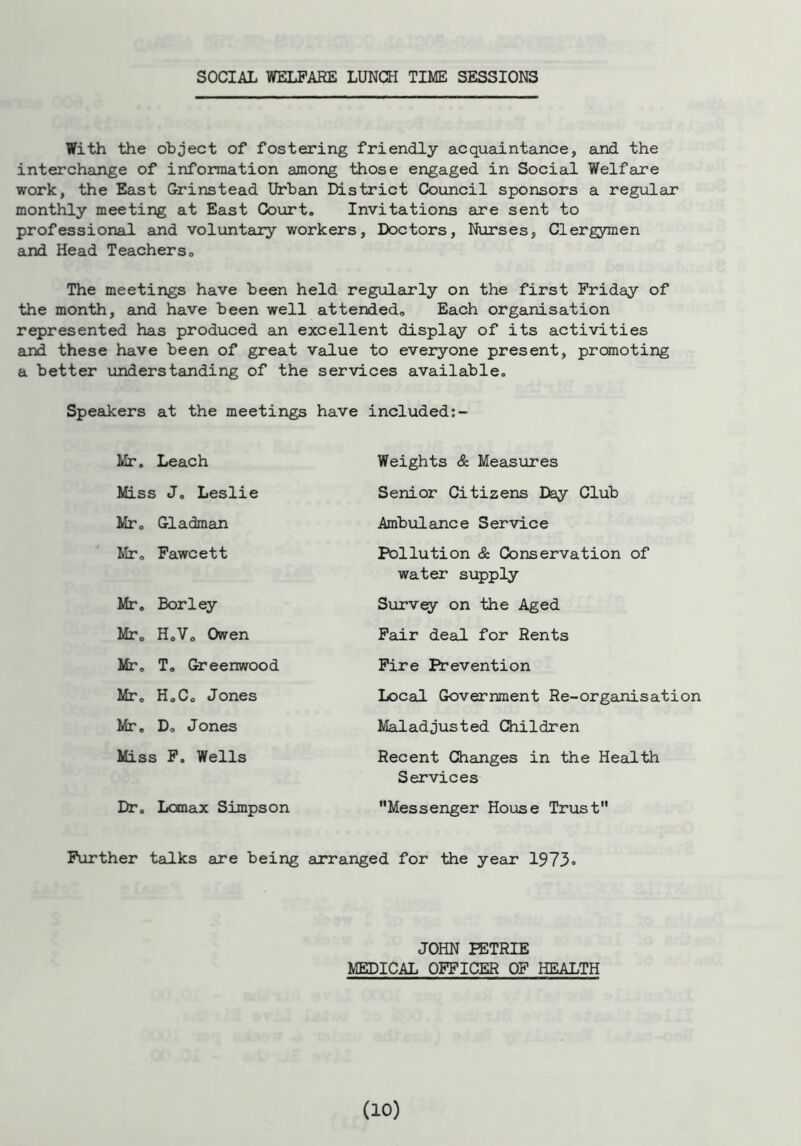 SOCIAL WELFARE LUNCH TIME SESSIONS
With the object of fostering friendly acquaintance, and the
interchange of information among those engaged in Social Welfare
work, the East Grinstead Urban District Council sponsors a regular
monthly meeting at East Court. Invitations are sent to
professional and voluntary workers, Doctors, Nurses, Clergymen
and Head Teachers.
The meetings have been held regularly on the first Friday of
the month, and have been well attended. Each organisation
represented has produced an excellent display of its activities
and these have been of great value to everyone present, promoting
a better understanding of the services available.
Speakers at the meetings have included:-
Mr. Leach Weights & Measures
Miss J. Leslie Senior Citizens Day Club
Mr. Gladman Ambulance Service
Mr. Fawcett Pollution & Conservation of
water supply
Mr. Borley Survey on the Aged
Mr. H.V. Owen Fair deal for Rents
Mr. T. Greenwood Fire Prevention
Mr. H.C. Jones Local Government Re-organisation
Mr. D. Jones Maladjusted Children
Miss F. Wells Recent Changes in the Health
Services
Dr. Lomax Simpson "Messenger House Trust"
Further talks are being arranged for the year 1973.
JOHN PETRIE
MEDICAL OFFICER OF HEALTH
(10)